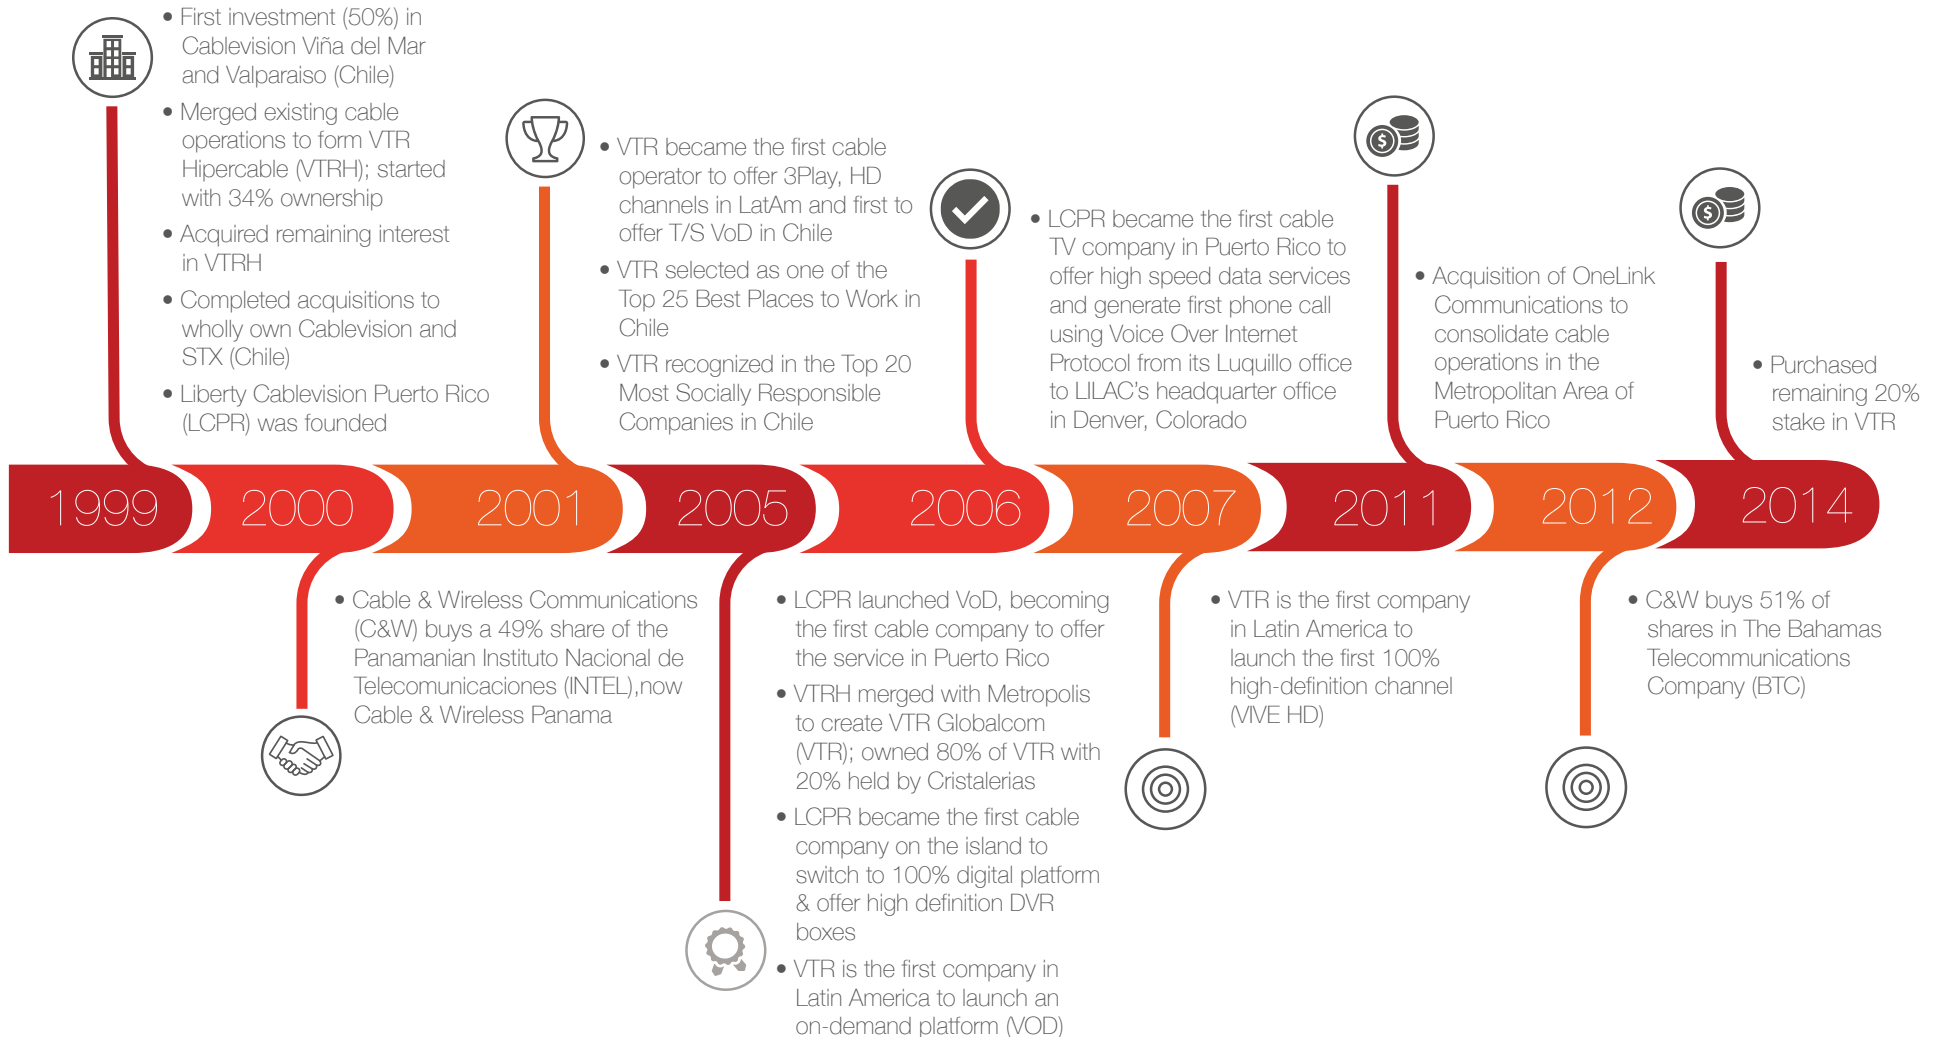 • First investment (50%) in
Cablevision Viña del Mar
and Valparaiso (Chile)
• Merged existing cable
operations to form VTR
Hipercable (VTRH); started
with 34% ownership
• Acquired remaining interest
in VTRH
• Completed acquisitions to
wholly own Cablevision and
STX (Chile)
• Liberty Cablevision Puerto Rico
(LCPR) was founded
• VTR became the first cable
operator to offer 3Play, HD
channels in LatAm and first to
offer T/S VoD in Chile
• VTR selected as one of the
Top 25 Best Places to Work in
Chile
• VTR recognized in the Top 20
Most Socially Responsible
Companies in Chile
• LCPR became the first cable
TV company in Puerto Rico to
offer high speed data services
and generate first phone call
using Voice Over Internet
Protocol from its Luquillo office
to LILAC's headquarter office
in Denver, Colorado
• Acquisition of OneLink
Communications to
consolidate cable
operations in the
Metropolitan Area of
Puerto Rico
• Purchased
remaining 20%
stake in VTR
1999
2000
2001
2005
2006
2007
2011
2012
2014
• Cable & Wireless Communications
(C&W) buys a 49% share of the
Panamanian Instituto Nacional de
Telecomunicaciones (INTEL),now
Cable & Wireless Panama
• LCPR launched VoD, becoming
the first cable company to offer
the service in Puerto Rico
• VTRH merged with Metropolis
to create VTR Globalcom
(VTR); owned 80% of VTR with
20% held by Cristalerias
• LCPR became the first cable
company on the island to
switch to 100% digital platform
& offer high definition DVR
boxes
• VTR is the first company in
Latin America to launch an
on-demand platform (VOD)
• VTR is the first company
in Latin America to
launch the first 100%
high-definition channel
(VIVE HD)
• C&W buys 51% of
shares in The Bahamas
Telecommunications
Company (BTC)